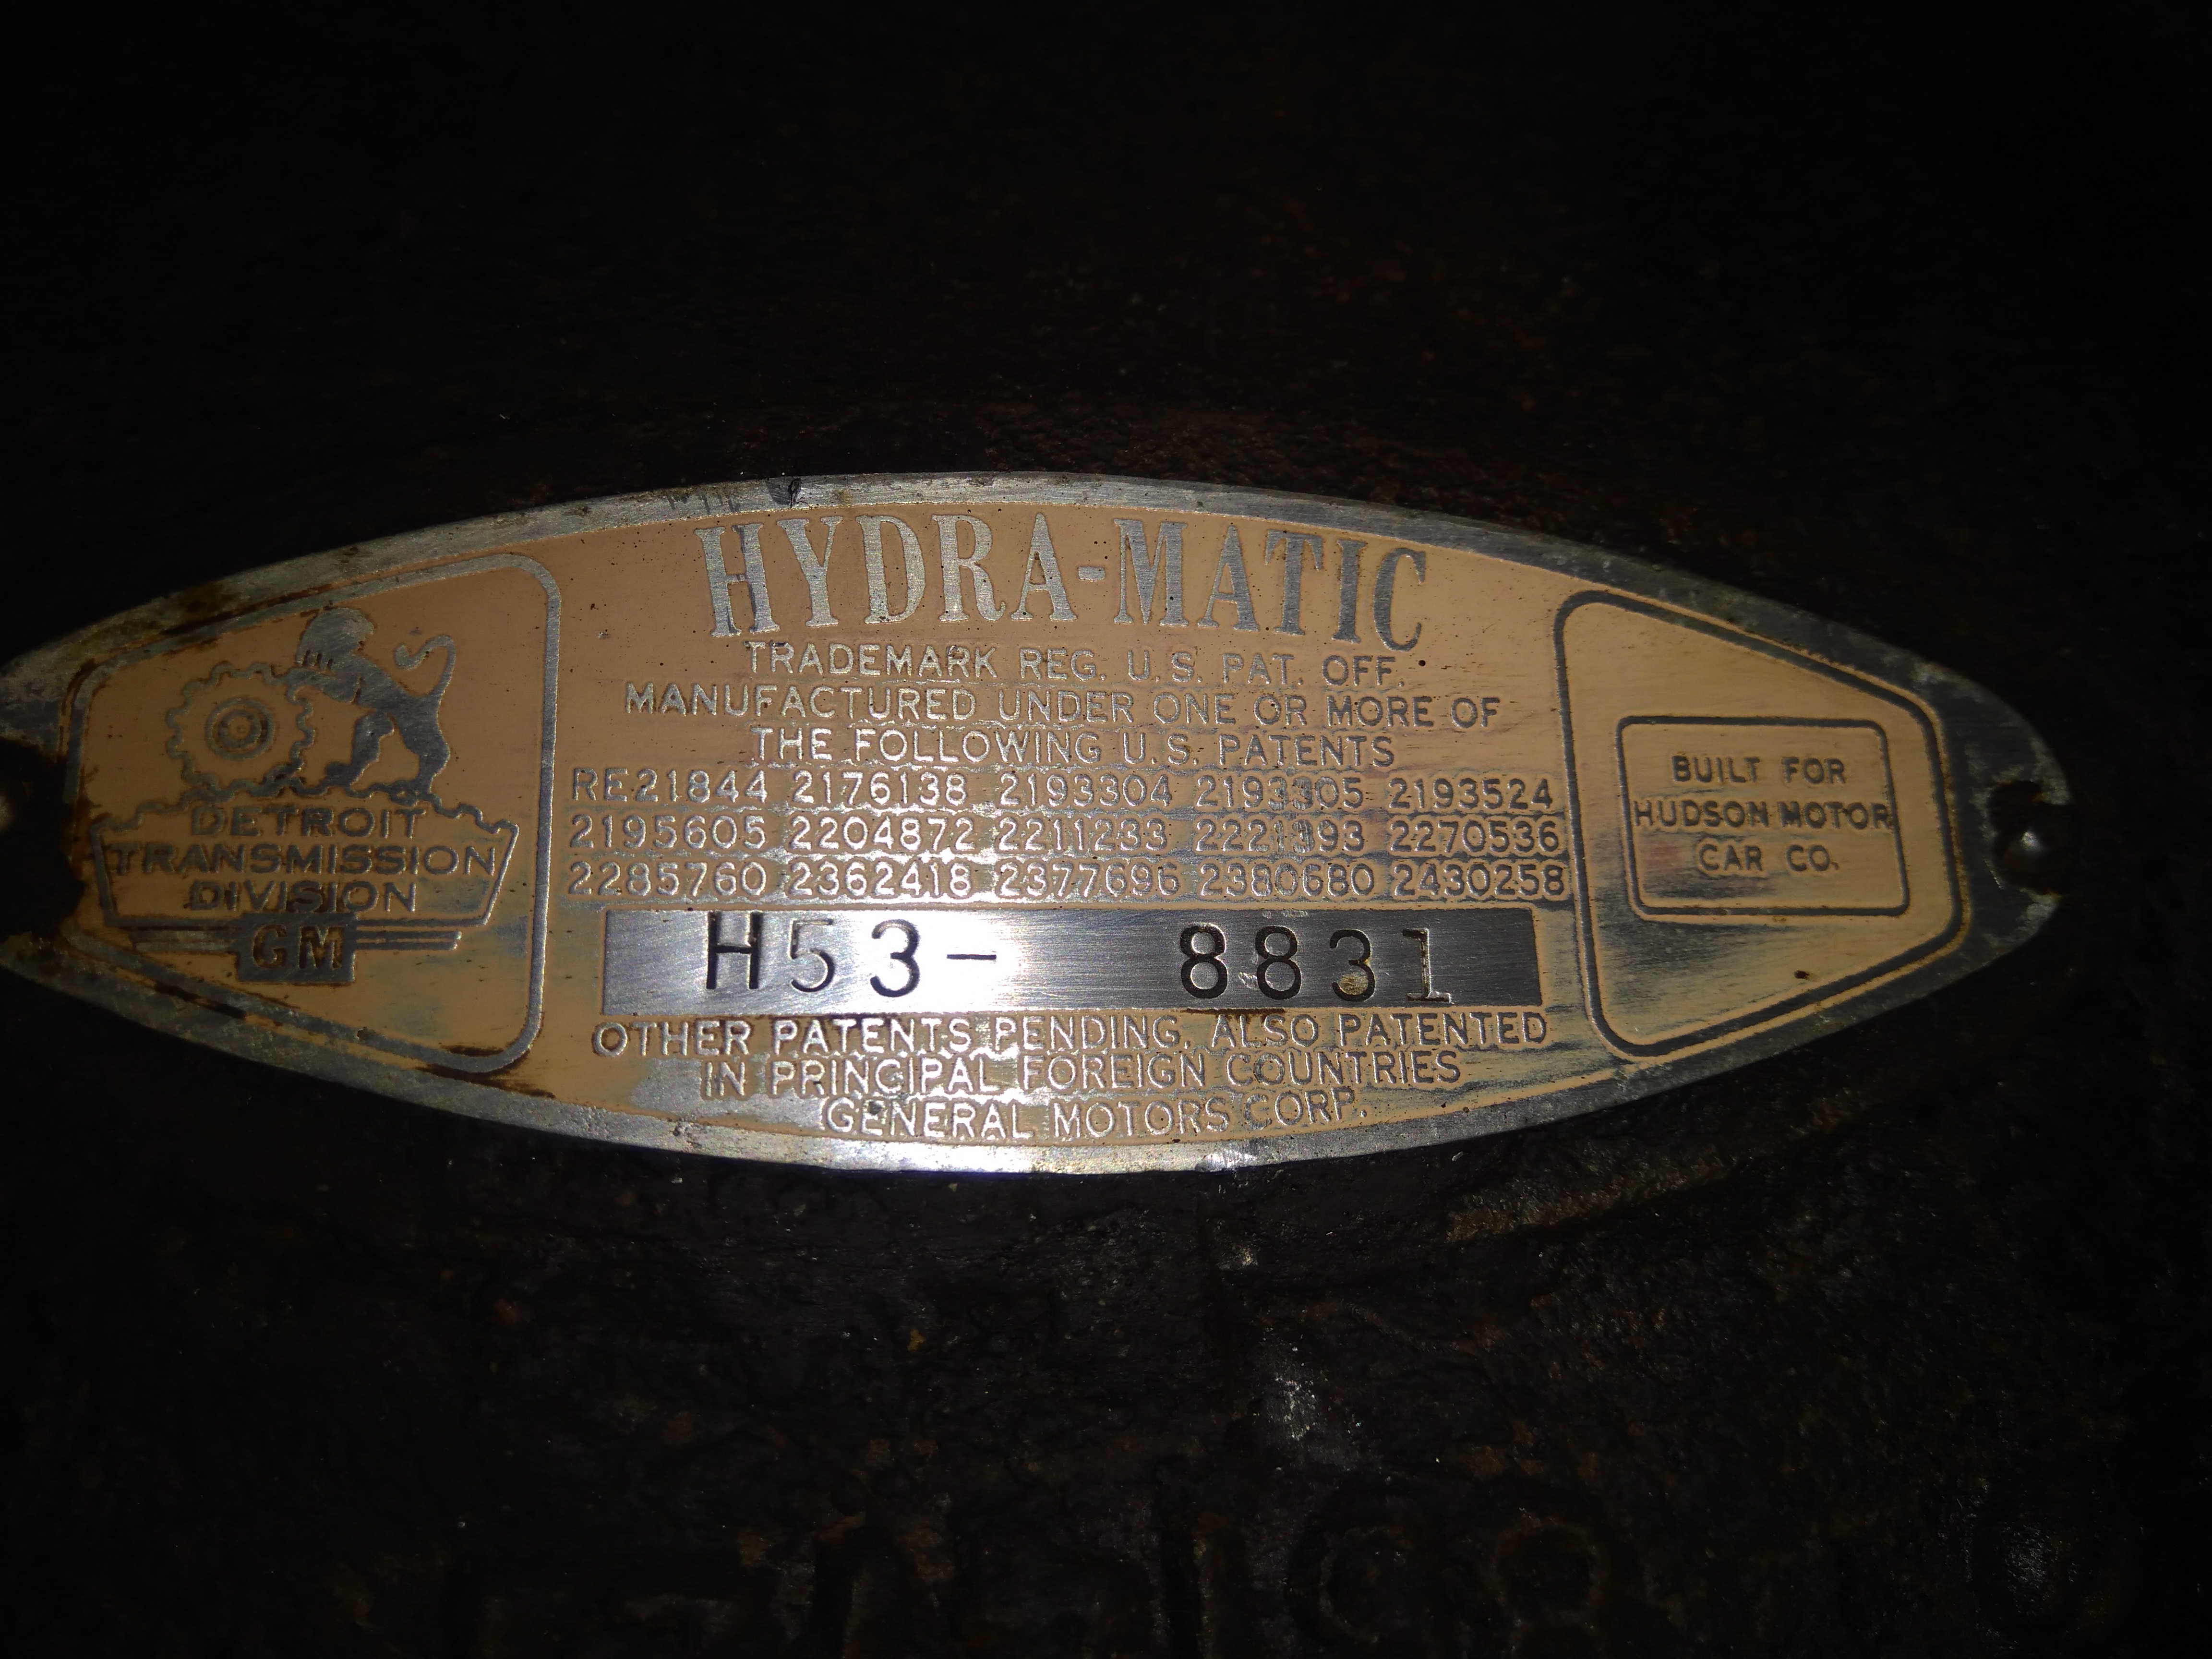 HYDRA-MATIC
TRADEMARK REG. U.S. PAT. OFF.
MANUFACTURED UNDER ONE OR MORE OF
THE FOLLOWING U.S. PATENTS
RE21844 2176138 2193304 2193305 2193524
2195605 2204872 2211233 2221393 2270536
2285760 2362418 2377696 2380680 2430258
H53- 8831
OTHER PATENTS PENDING. ALSO PATENTED
IN PRINCIPAL FOREIGN COUNTRIES
GENERAL MOTORS CORP.
DETROIT
TRANSMISSION
DIVISION
GM
BUILT FOR
HUDSON MOTOR
CAR CO.